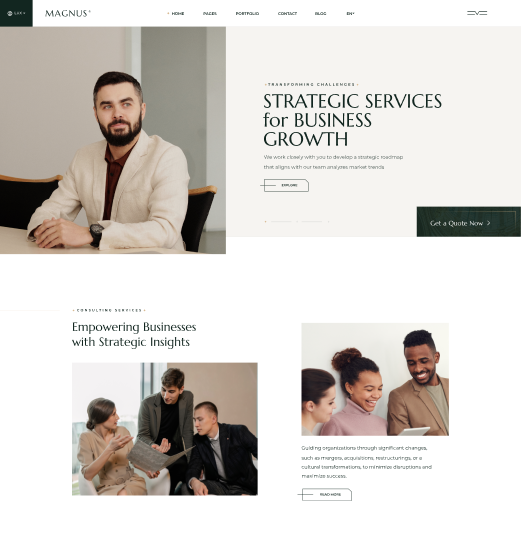 MAGNUS
HOME PAGES PORTFOLIO CONTACT BLOG EN
TRANSFORMING CHALLENGES
STRATEGIC SERVICES
for BUSINESS
GROWTH
We work closely with you to develop a strategic roadmap
that aligns with our team analyzes market trends
EXPLORE
Get a Quote Now
CONSULTING SERVICES
Empowering Businesses
with Strategic Insights
Guiding organizations through significant changes,
such as mergers, acquisitions, restructurings, or a
cultural transformations, to minimize disruptions and
maximize success.
READ MORE